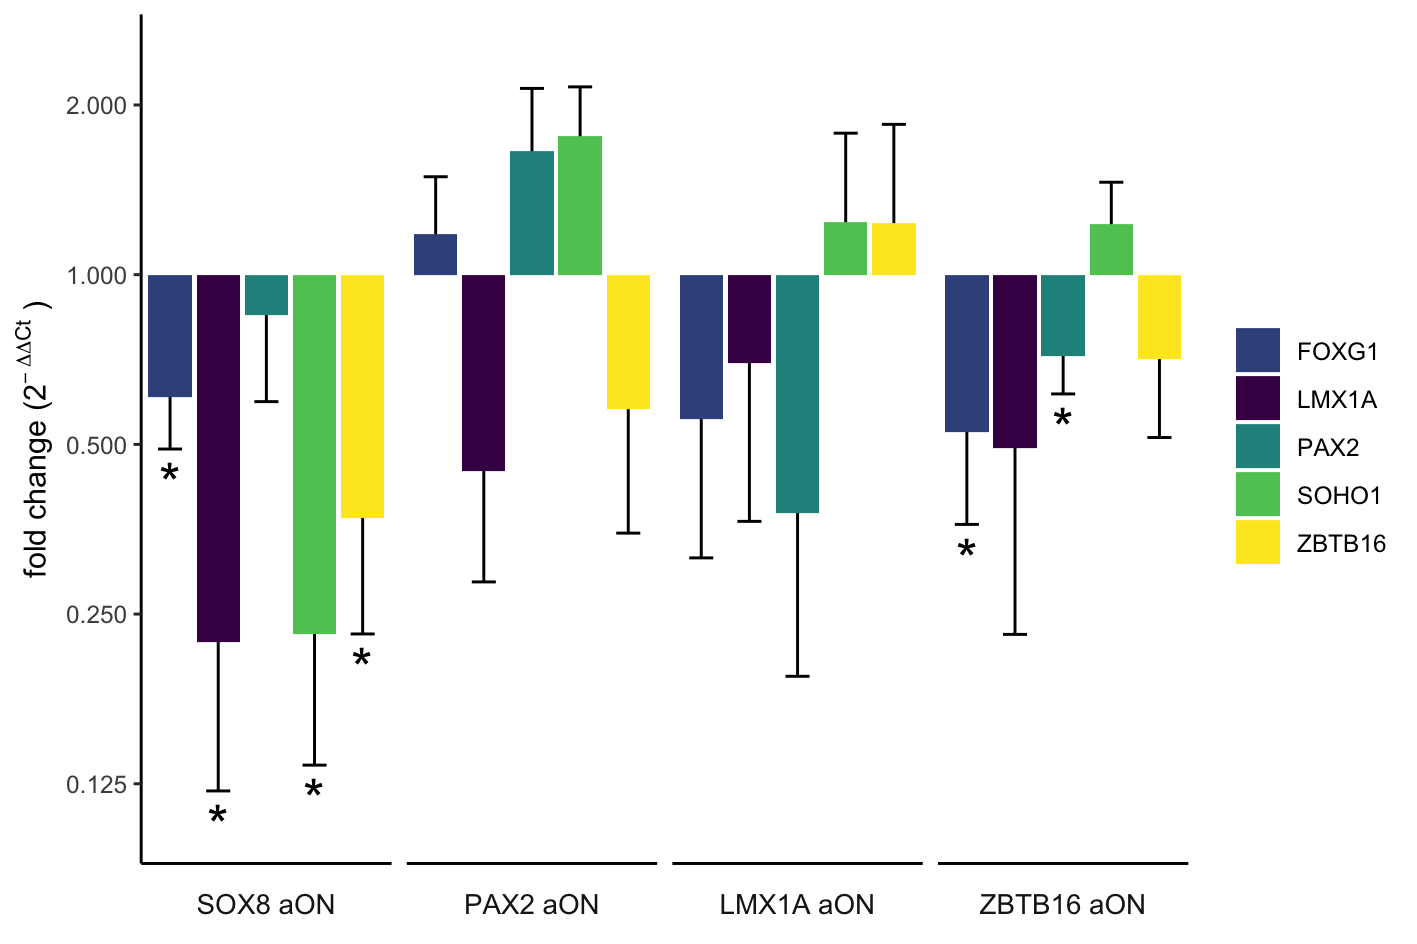 fold change (2^− ΔΔCt)
2.000
1.000
0.500
0.250
0.125
*
*
*
*
*
*
SOX8 aON
PAX2 aON
LMX1A aON
ZBTB16 aON
FOXG1
LMX1A
PAX2
SOHO1
ZBTB16